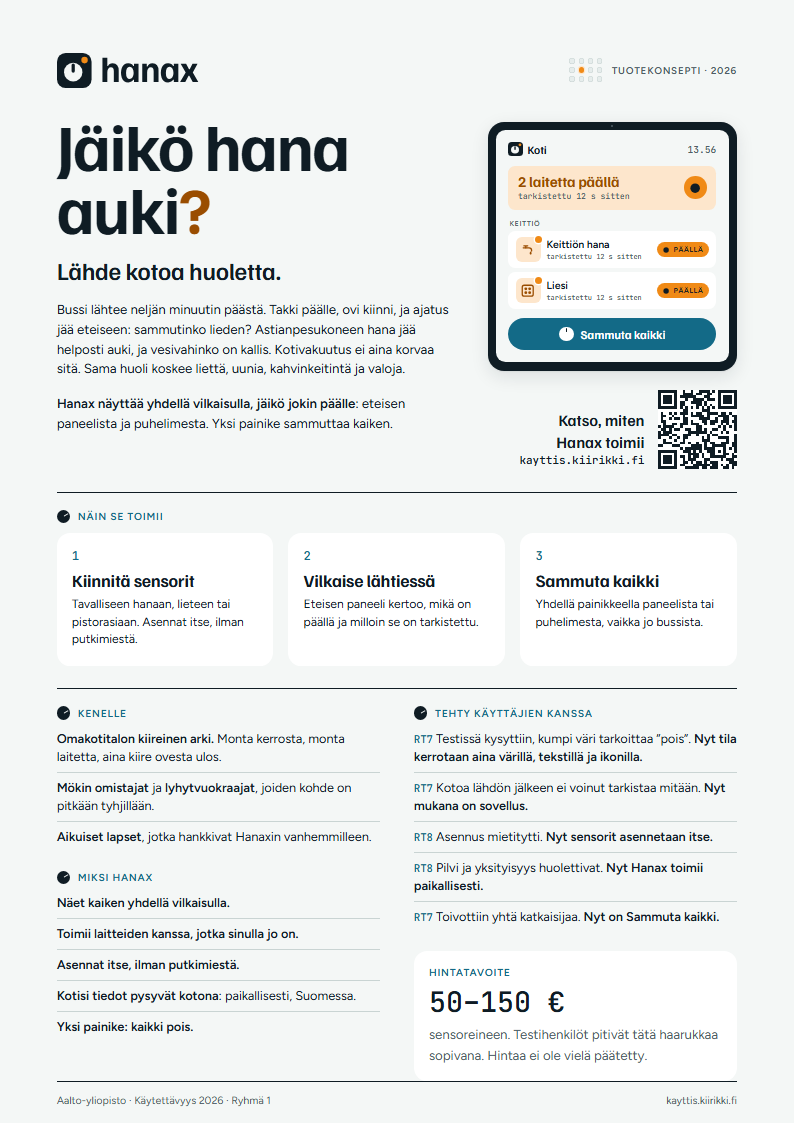 hanax
TUOTEKONSEPTI · 2026
Jäikö hana
auki?
Lähde kotoa huoletta.
Bussi lähtee neljän minuutin päästä. Takki päälle, ovi kiinni, ja ajatus
jää eteiseen: sammutinko lieden? Astianpesukoneen hana jää
helposti auki, ja vesivahinko on kallis. Kotivakuutus ei aina korvaa
sitä. Sama huoli koskee liettä, uunia, kahvinkeitintä ja valoja.
Hanax näyttää yhdellä vilkaisulla, jäikö jokin päälle: eteisen
paneelista ja puhelimesta. Yksi painike sammuttaa kaiken.
Koti
13.56
2 laitetta päällä
tarkistettu 12 s sitten
KEITTIÖ
Keittiön hana
tarkistettu 12 s sitten
PÄÄLLÄ
Liesi
tarkistettu 12 s sitten
PÄÄLLÄ
Sammuta kaikki
Katso, miten
Hanax toimii
kayttis.kiirikki.fi
NÄIN SE TOIMII
1
Kiinnitä sensorit
Tavalliseen hanaan, lieteen tai
pistorasiaan. Asennat itse, ilman
putkimiestä.
2
Vilkaise lähtiessä
Eteisen paneeli kertoo, mikä on
päällä ja milloin se on tarkistettu.
3
Sammuta kaikki
Yhdellä painikkeella paneelista tai
puhelimesta, vaikka jo bussista.
KENELLE
Omakotitalon kiireinen arki. Monta kerrosta, monta
laitetta, aina kiire ovesta ulos.
Mökin omistajat ja lyhytvuokraajat, joiden kohde on
pitkään tyhjillään.
Aikuiset lapset, jotka hankkivat Hanaxin vanhemmilleen.
MIKSI HANAX
Näet kaiken yhdellä vilkaisulla.
Toimii laitteiden kanssa, jotka sinulla jo on.
Asennat itse, ilman putkimiestä.
Kotisi tiedot pysyvät kotona: paikallisesti, Suomessa.
Yksi painike: kaikki pois.
TEHTY KÄYTTÄJIEN KANSSA
RT7 Testissä kysyttiin, kumpi väri tarkoittaa ”pois”. Nyt tila
kerrotaan aina värillä, tekstillä ja ikonilla.
RT7 Kotoa lähdön jälkeen ei voinut tarkistaa mitään. Nyt
mukana on sovellus.
RT8 Asennus mietitytti. Nyt sensorit asennetaan itse.
RT8 Pilvi ja yksityisyys huolettivat. Nyt Hanax toimii
paikallisesti.
RT7 Toivottiin yhtä katkaisijaa. Nyt on Sammuta kaikki.
HINTATAVOITE
50–150 €
sensoreineen. Testihenkilöt pitivät tätä haarukkaa
sopivana. Hintaa ei ole vielä päätetty.
Aalto-yliopisto · Käytettävyys 2026 · Ryhmä 1
kayttis.kiirikki.fi